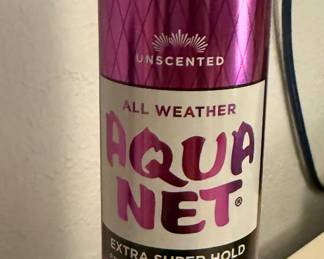 UNSCENTED
ALL WEATHER
AQUA
NET®
EXTRA SUPER HOLD